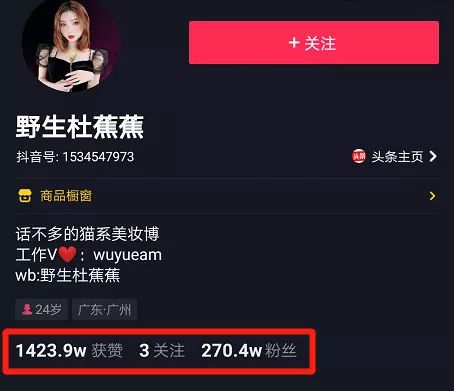 + 关注
野生杜蕉蕉
抖音号: 1534547973
头条 头条主页
商品橱窗
话不多的猫系美妆博
工作V❤️：wuyueam
wb:野生杜蕉蕉
24岁 广东·广州
1423.9w 获赞 3 关注 270.4w 粉丝